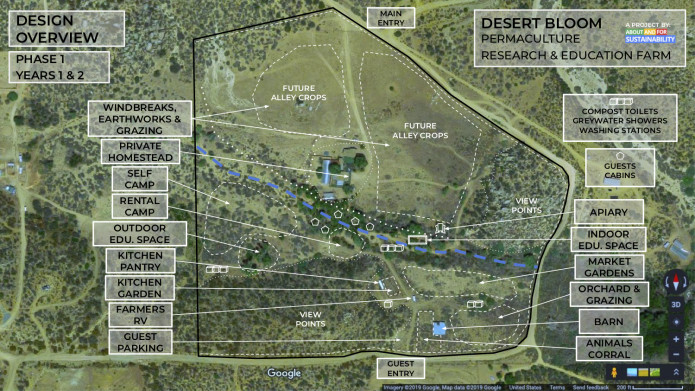 DESIGN
OVERVIEW
PHASE 1
YEARS 1 & 2
MAIN
ENTRY
DESERT BLOOM
PERMACULTURE
RESEARCH & EDUCATION FARM
A PROJECT BY:
ABOUT AND FOR
SUSTAINABILITY
FUTURE
ALLEY CROPS
FUTURE
ALLEY CROPS
WINDBREAKS,
EARTHWORKS &
GRAZING
PRIVATE
HOMESTEAD
SELF
CAMP
RENTAL
CAMP
OUTDOOR
EDU. SPACE
KITCHEN
PANTRY
KITCHEN
GARDEN
FARMERS
RV
GUEST
PARKING
COMPOST TOILETS
GREYWATER SHOWERS
WASHING STATIONS
GUESTS
CABINS
VIEW
POINTS
APIARY
INDOOR
EDU. SPACE
MARKET
GARDENS
ORCHARD &
GRAZING
BARN
ANIMALS
CORRAL
VIEW
POINTS
GUEST
ENTRY
3D
Google
Imagery ©2019 Google, Map data ©2019 Google United States Terms Send feedback 200 ft